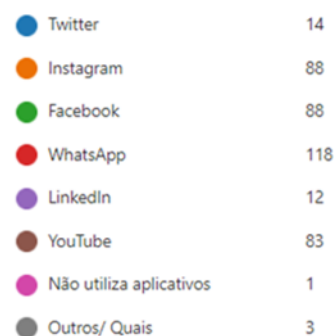 Twitter 14
Instagram 88
Facebook 88
WhatsApp 118
LinkedIn 12
YouTube 83
Não utiliza aplicativos 1
Outros/ Quais 3